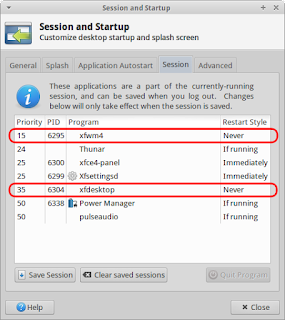 Session and Startup
Session and Startup
Customize desktop startup and splash screen
General Splash Application Autostart Session Advanced
These applications are a part of the currently-running
session, and can be saved when you log out. Changes
below will only take effect when the session is saved.
Priority PID Program Restart Style
15 6295 xfwm4 Never
24 Thunar If running
25 6300 xfce4-panel Immediately
25 6299 Xfsettingsd Immediately
35 6304 xfdesktop Never
50 6338 Power Manager If running
50 pulseaudio If running
Save Session Clear saved sessions Quit Program
Help Close